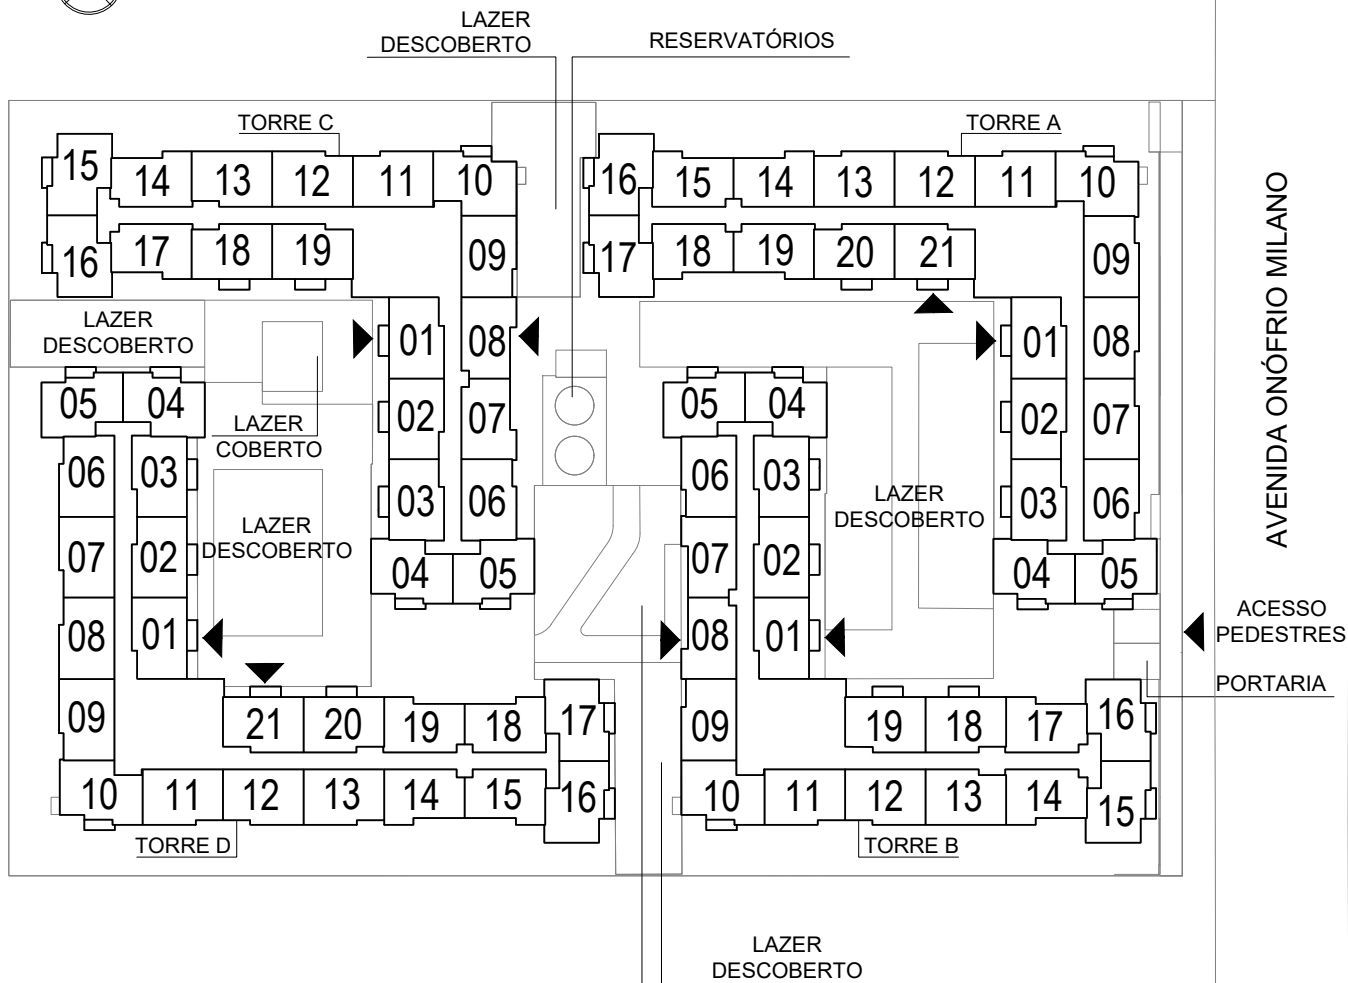 LAZER
DESCOBERTO
RESERVATÓRIOS
TORRE C
TORRE A
15 14 13 12 11 10
16 15 14 13 12 11 10
16 17 18 19 09
17 18 19 20 21 09
LAZER
DESCOBERTO
01 08
01 08
05 04 02 07
05 04 02 07
LAZER
COBERTO
06 03 03 06
06 03 03 06
LAZER
DESCOBERTO
LAZER
DESCOBERTO
07 02 04 05
07 02 04 05
08 01
08 01
09 21 20 19 18 17
09 19 18 17 16
10 11 12 13 14 15 16
10 11 12 13 14 15
TORRE D
TORRE B
LAZER
DESCOBERTO
AVENIDA ONÓFRIO MILANO
ACESSO
PEDESTRES
PORTARIA